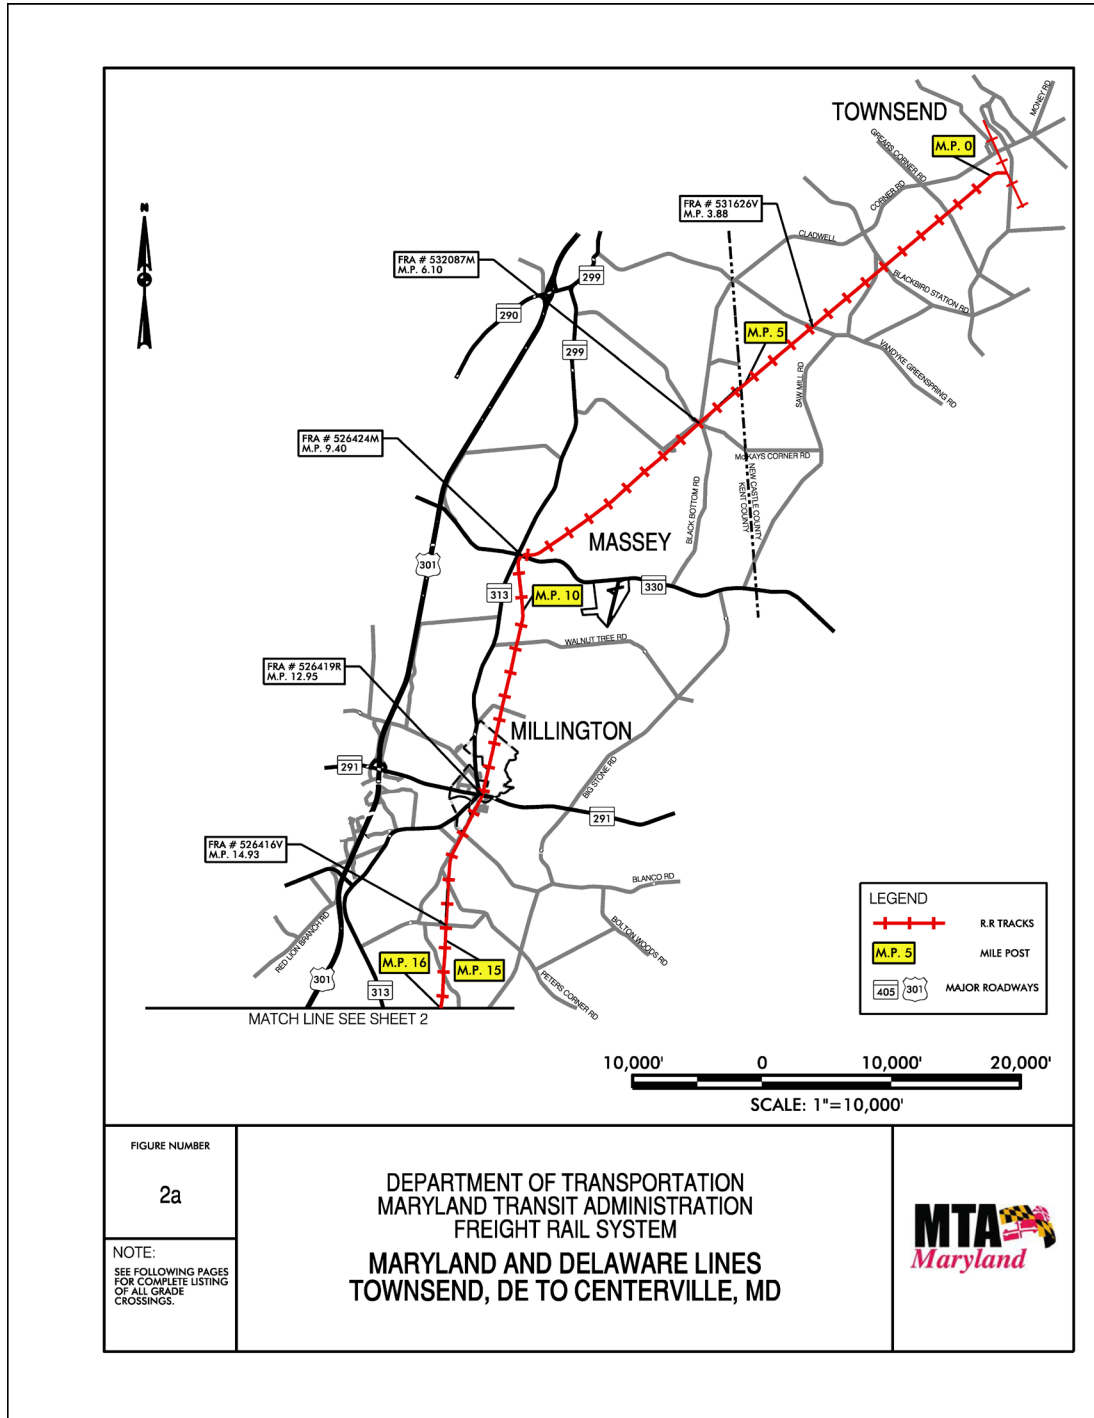 TOWNSEND
MONEY RD
GREARS CORNER RD
M.P. 0
CORNER RD
FRA # 531626V
M.P. 3.88
CLADWELL
N
FRA # 532087M
M.P. 6.10
299
BLACKBIRD STATION RD
290
M.P. 5
299
VANDYKE GREENSPRING RD
SAW MILL RD
FRA # 526424M
M.P. 9.40
McKAYS CORNER RD
BLACK BOTTOM RD
NEW CASTLE COUNTY
KENT COUNTY
MASSEY
301
313
M.P. 10
330
WALNUT TREE RD
FRA # 526419R
M.P. 12.95
MILLINGTON
291
BIG STONE RD
291
FRA # 526416V
M.P. 14.93
BLANCO RD
LEGEND
R.R TRACKS
M.P. 5
MILE POST
405
301
MAJOR ROADWAYS
RED LION BRANCH RD
BOLTON WOODS RD
M.P. 16
M.P. 15
301
313
PETERS CORNER RD
MATCH LINE SEE SHEET 2
10,000'
0
10,000'
20,000'
SCALE: 1"=10,000'
FIGURE NUMBER
2a
NOTE:
SEE FOLLOWING PAGES
FOR COMPLETE LISTING
OF ALL GRADE
CROSSINGS.
DEPARTMENT OF TRANSPORTATION
MARYLAND TRANSIT ADMINISTRATION
FREIGHT RAIL SYSTEM
MARYLAND AND DELAWARE LINES
TOWNSEND, DE TO CENTERVILLE, MD
MTA
Maryland